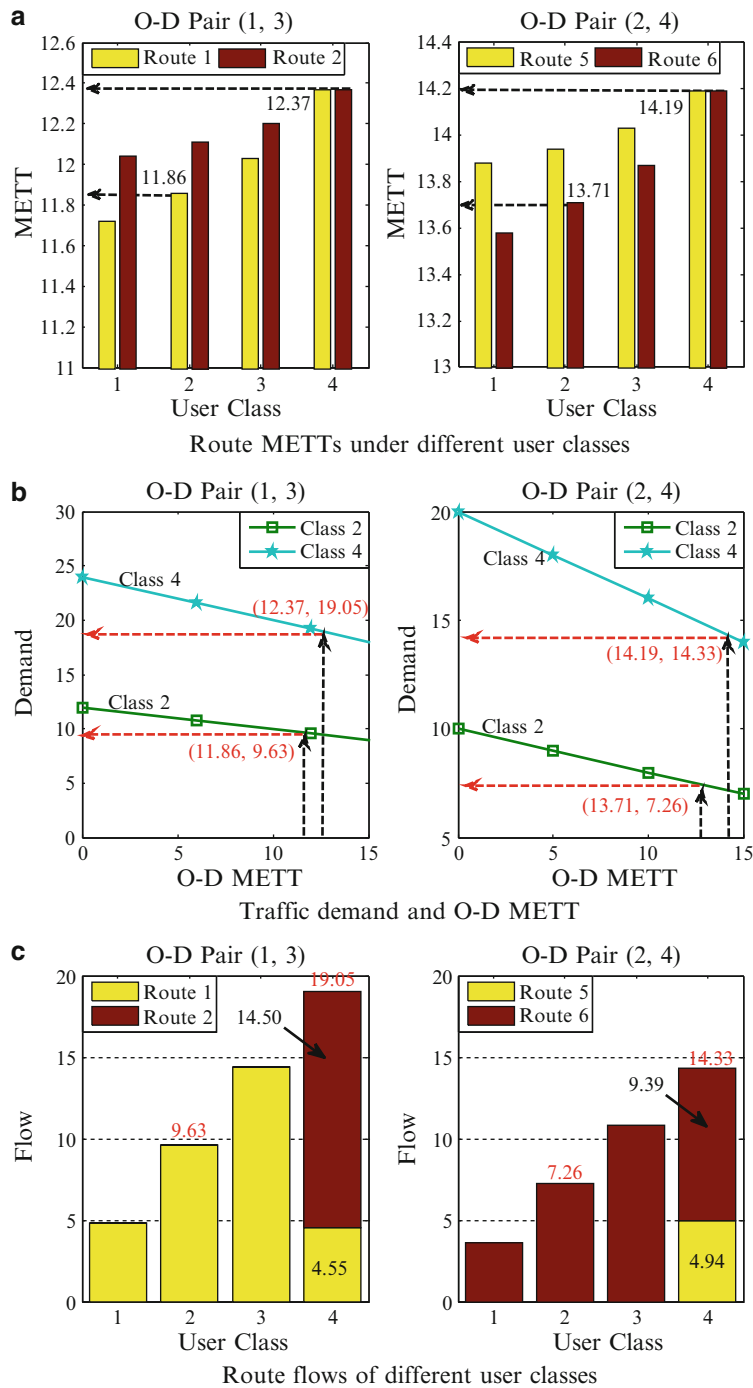 a
O-D Pair (1, 3)
12.6
12.4
12.2
12
11.8
11.6
11.4
11.2
11
METT
Route 1
Route 2
12.37
11.86
1 2 3 4
User Class
O-D Pair (2, 4)
14.4
14.2
14
13.8
13.6
13.4
13.2
13
METT
Route 5
Route 6
14.19
13.71
1 2 3 4
User Class
Route METTs under different user classes
b
O-D Pair (1, 3)
30
25
20
15
10
5
0
Demand
Class 2
Class 4
Class 4
(12.37, 19.05)
Class 2
(11.86, 9.63)
0 5 10 15
O-D METT
O-D Pair (2, 4)
20
15
10
5
Demand
Class 2
Class 4
Class 4
(14.19, 14.33)
Class 2
(13.71, 7.26)
0 5 10 15
O-D METT
Traffic demand and O-D METT
c
O-D Pair (1, 3)
20
15
10
5
0
Flow
Route 1
Route 2
19.05
14.50
9.63
4.55
1 2 3 4
User Class
O-D Pair (2, 4)
20
15
10
5
0
Flow
Route 5
Route 6
14.33
9.39
7.26
4.94
1 2 3 4
User Class
Route flows of different user classes